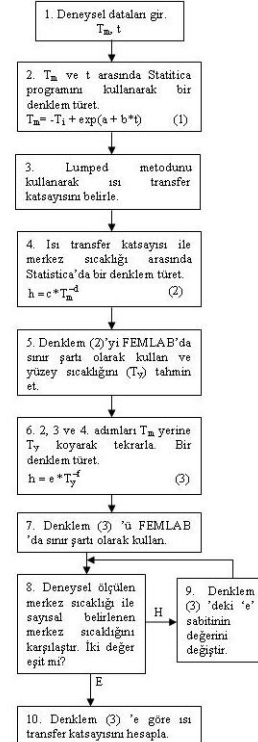 1. Deneysel dataları gir.
Tm, t
2. Tm ve t arasında Statitica
programını kullanarak bir
denklem türet.
Tm= -Ti + exp(a + b*t) (1)
3. Lumped metodunu
kullanarak ısı transfer
katsayısını belirle.
4. Isı transfer katsayısı ile
merkez sıcaklığı arasında
Statistica'da bir denklem türet.
h = c*Tm^-d (2)
5. Denklem (2)'yi FEMLAB'da
sınır şartı olarak kullan ve
yüzey sıcaklığını (Ty) tahmin
et.
6. 2, 3 ve 4. adımları Tm yerine
Ty koyarak tekrarla. Bir
denklem türet.
h = e*Ty^-f (3)
7. Denklem (3) 'ü FEMLAB
'da sınır şartı olarak kullan.
8. Deneysel ölçülen
merkez sıcaklığı ile
sayısal belirlenen
merkez sıcaklığını
karşılaştır. İki değer
eşit mi?
H
9. Denklem
(3) 'deki 'e'
sabitinin
değerini
değiştir.
E
10. Denklem (3) 'e göre ısı
transfer katsayısını hesapla.